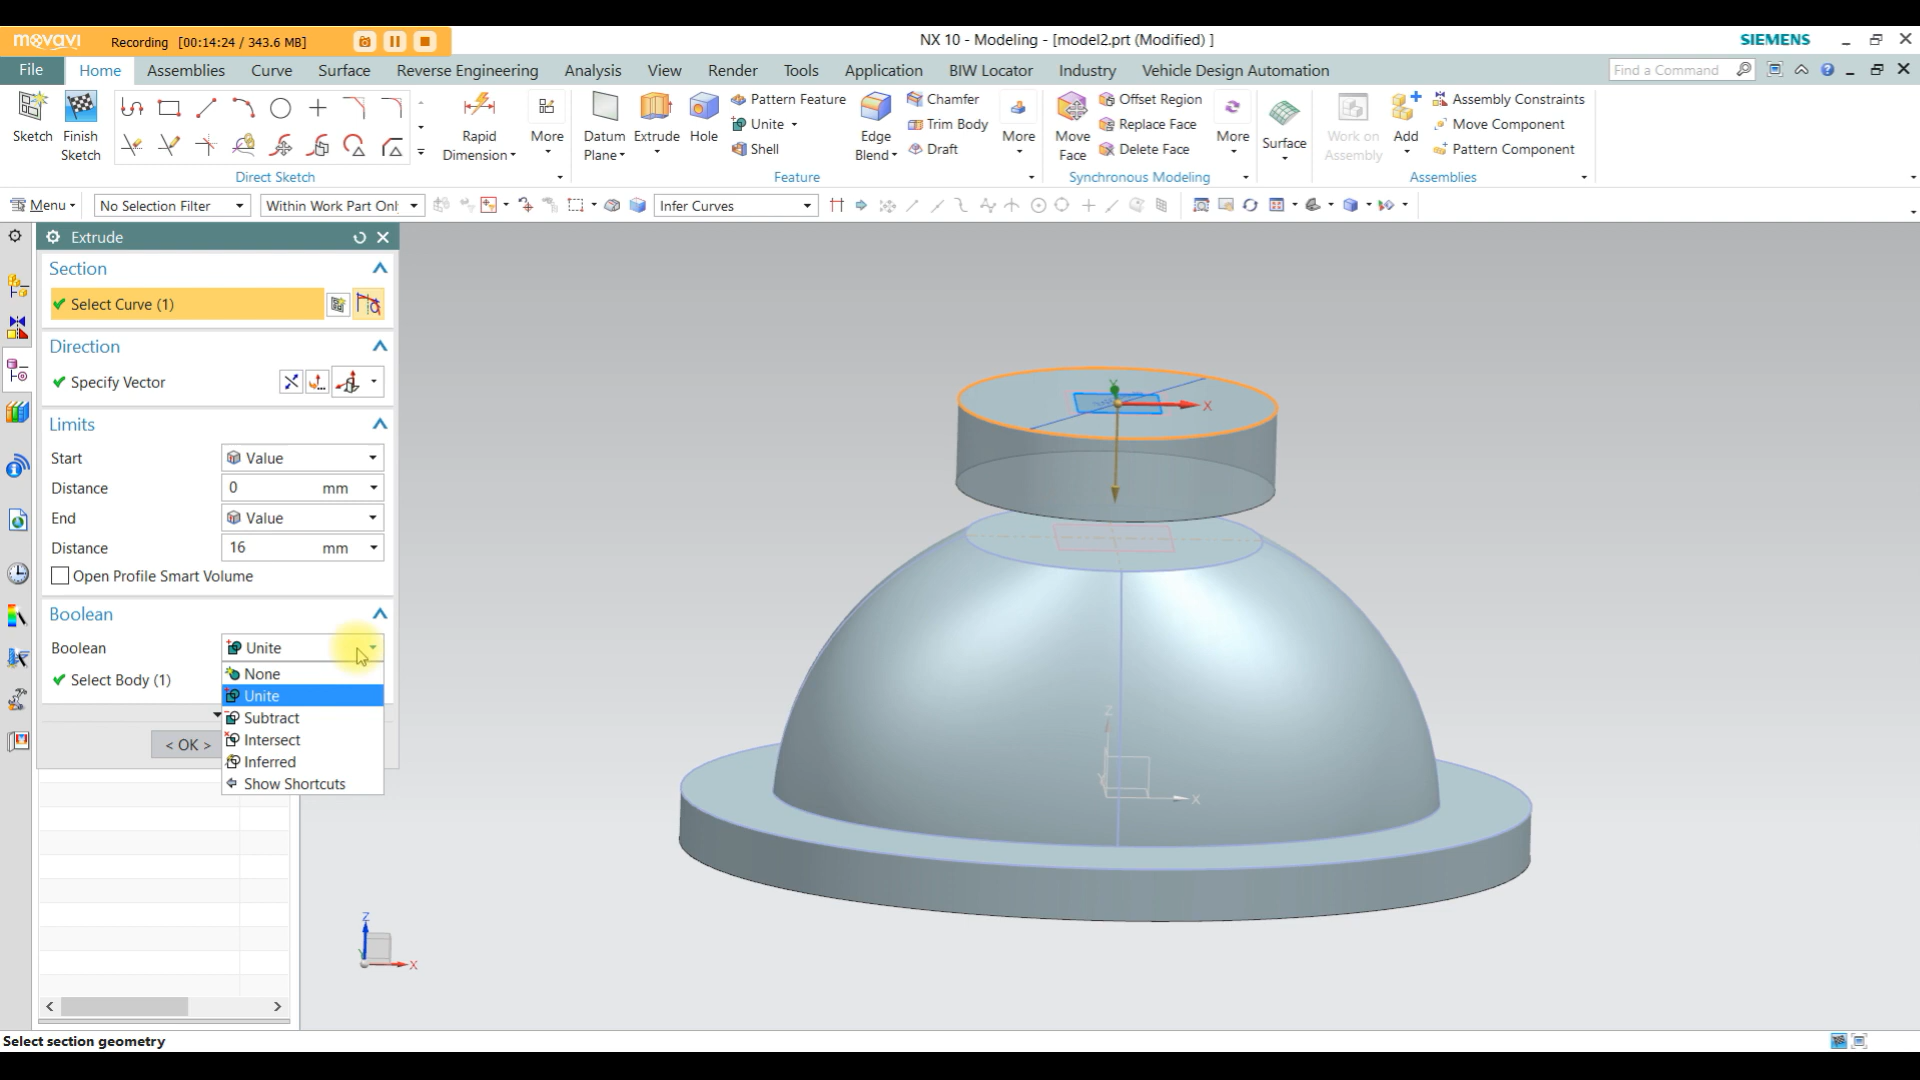 movavi Recording [00:14:24 / 343.6 MB]
NX 10 - Modeling - [model2.prt (Modified) ]
SIEMENS
File Home Assemblies Curve Surface Reverse Engineering Analysis View Render Tools Application BIW Locator Industry Vehicle Design Automation
Find a Command
Sketch
Finish Sketch
Direct Sketch
Rapid Dimension
More
Datum Plane
Extrude
Hole
Pattern Feature
Unite
Shell
Edge Blend
Chamfer
Trim Body
Draft
More
Feature
Move Face
Offset Region
Replace Face
Delete Face
More
Synchronous Modeling
Surface
Work on Assembly
Add
Assembly Constraints
Move Component
Pattern Component
Assemblies
Menu
No Selection Filter
Within Work Part Onl
Infer Curves
Extrude
Section
Select Curve (1)
Direction
Specify Vector
Limits
Start Value
Distance 0 mm
End Value
Distance 16 mm
Open Profile Smart Volume
Boolean
Boolean Unite
None
Select Body (1)
Unite
Subtract
< OK >
Intersect
Inferred
Show Shortcuts
Y
X
Z
X
Z
X
Select section geometry